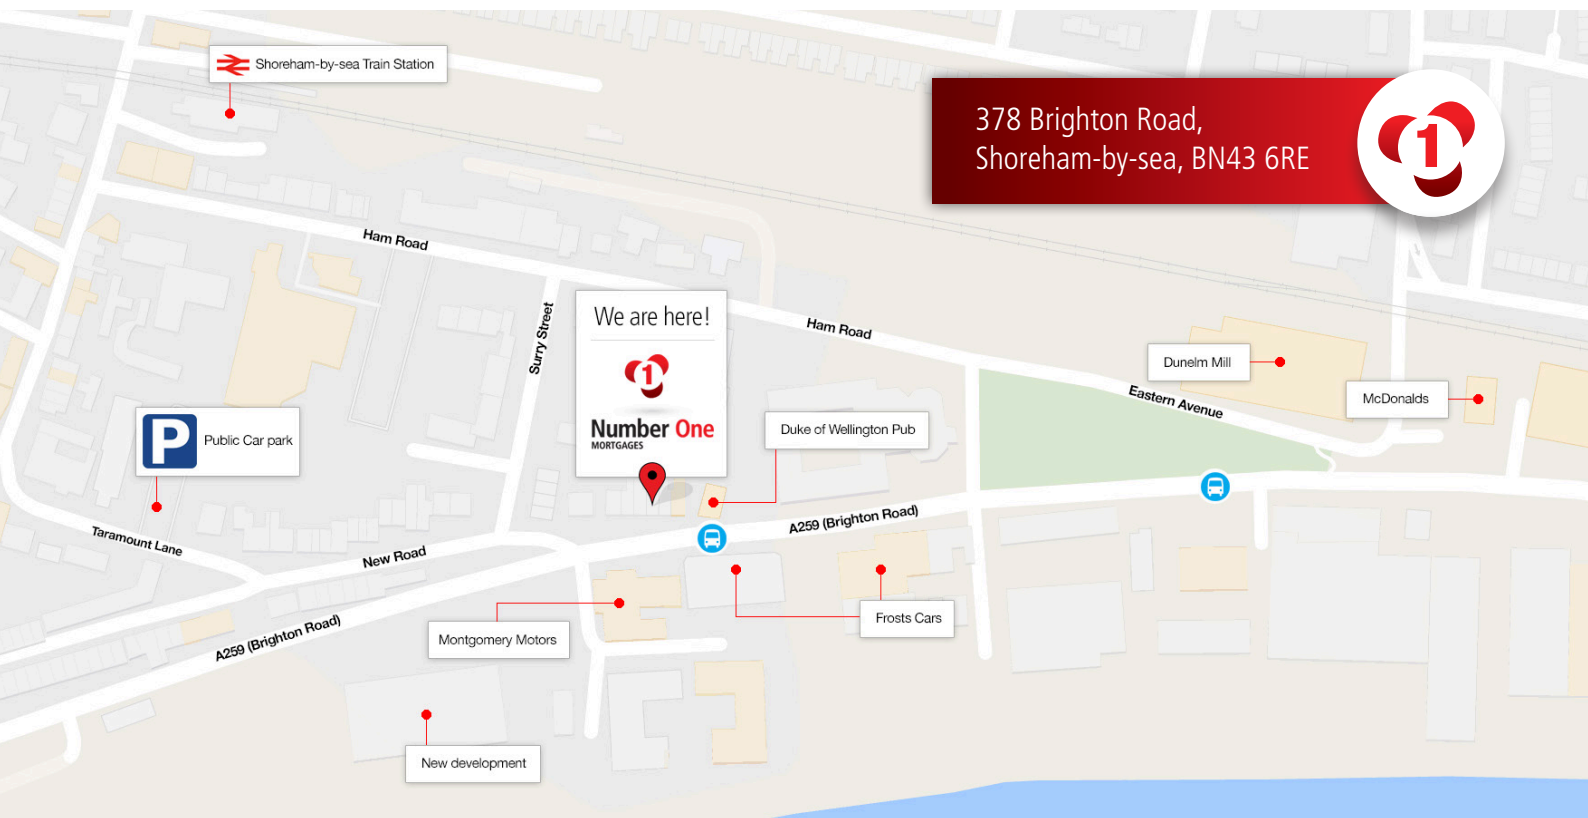 Shoreham-by-sea Train Station
378 Brighton Road,
Shoreham-by-sea, BN43 6RE
1
Ham Road
Surry Street
We are here!
1
Number One
MORTGAGES
Ham Road
Dunelm Mill
Eastern Avenue
McDonalds
P
Public Car park
Duke of Wellington Pub
A259 (Brighton Road)
Taramount Lane
New Road
A259 (Brighton Road)
Montgomery Motors
Frosts Cars
New development